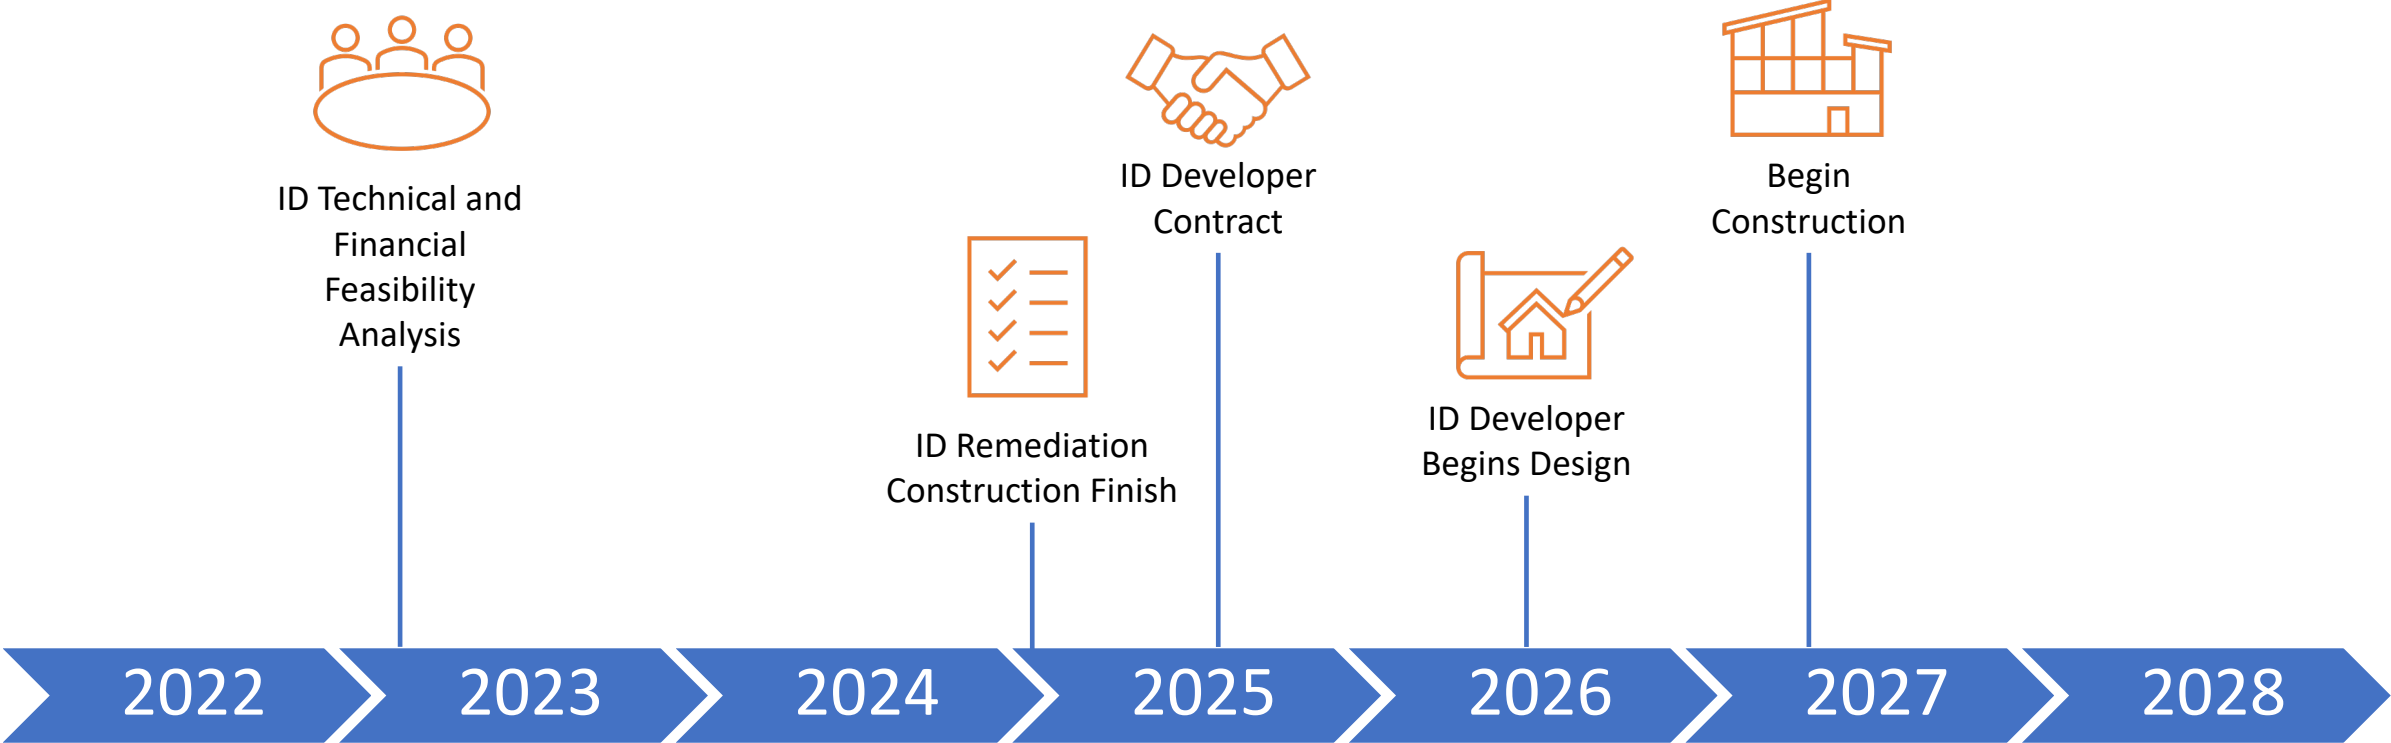 ID Technical and
Financial
Feasibility
Analysis
ID Remediation
Construction Finish
ID Developer
Contract
ID Developer
Begins Design
Begin
Construction
2022
2023
2024
2025
2026
2027
2028